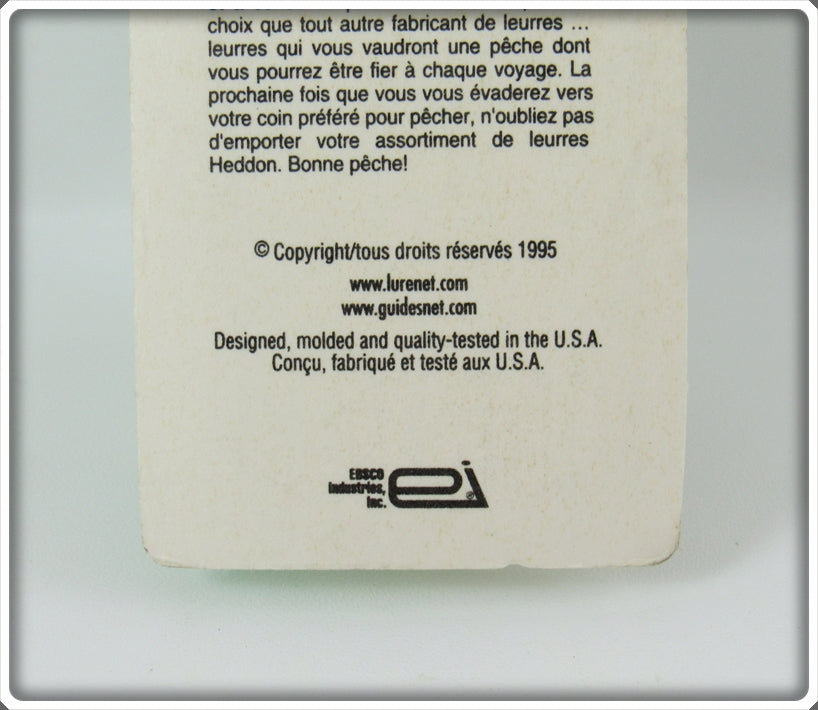 choix que tout autre fabricant de leurres ...
leurres qui vous vaudront une pêche dont
vous pourrez être fier à chaque voyage. La
prochaine fois que vous vous évaderez vers
votre coin préféré pour pêcher, n'oubliez pas
d'emporter votre assortiment de leurres
Heddon. Bonne pêche!
© Copyright/tous droits réservés 1995
www.lurenet.com
www.guidesnet.com
Designed, molded and quality-tested in the U.S.A.
Conçu, fabriqué et testé aux U.S.A.
EBSCO
Industries,
Inc.
ei ®